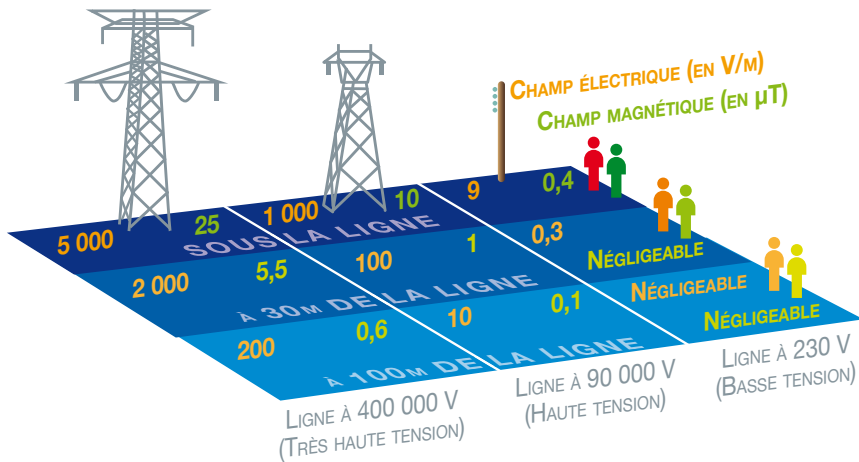 CHAMP ÉLECTRIQUE (EN V/M)
CHAMP MAGNÉTIQUE (EN µT)
5 000 25 1 000 10 9 0,4
SOUS LA LIGNE
2 000 5,5 100 1 0,3 NÉGLIGEABLE
À 30M DE LA LIGNE
200 0,6 10 0,1 NÉGLIGEABLE NÉGLIGEABLE
À 100M DE LA LIGNE
LIGNE À 400 000 V
(TRÈS HAUTE TENSION)
LIGNE À 90 000 V
(HAUTE TENSION)
LIGNE À 230 V
(BASSE TENSION)